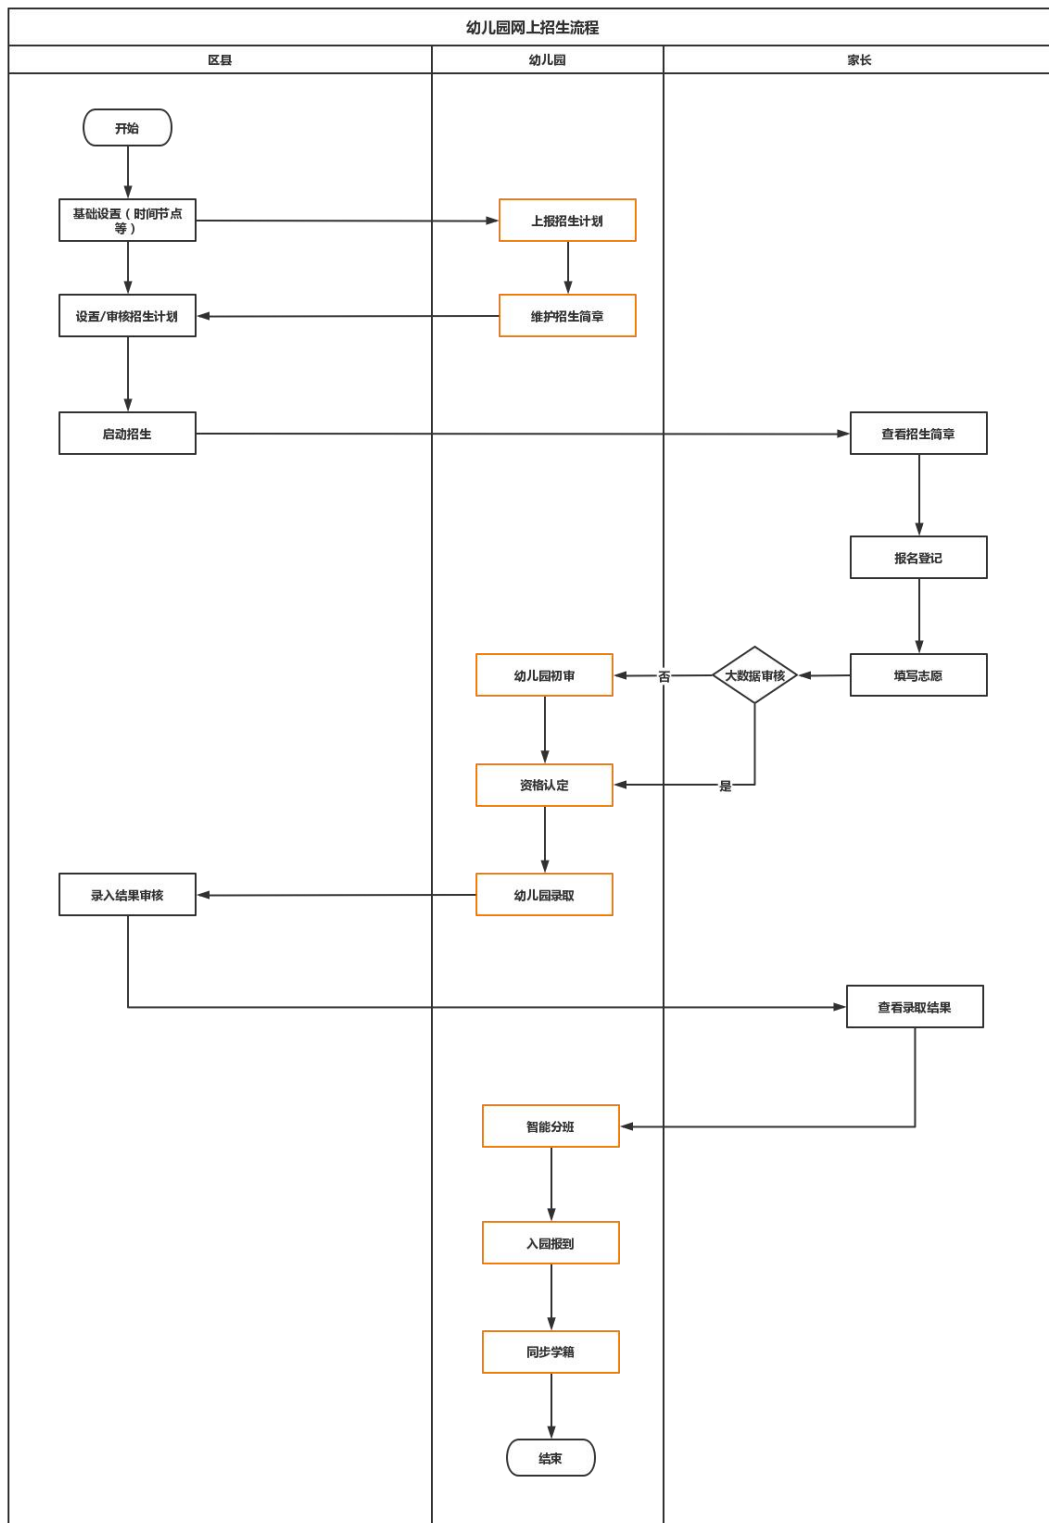 幼儿园网上招生流程
区县
幼儿园
家长
开始
基础设置（时间节点
等）
上报招生计划
设置/审核招生计划
维护招生简章
启动招生
查看招生简章
报名登记
幼儿园初审
否
大数据审核
填写志愿
资格认定
是
录入结果审核
幼儿园录取
查看录取结果
智能分班
入园报到
同步学籍
结束